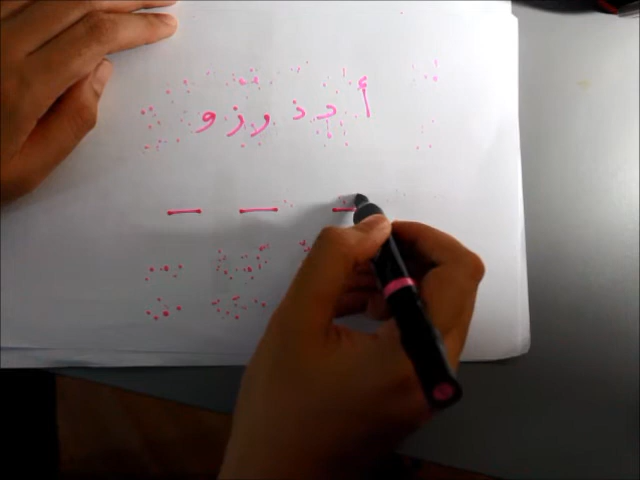 أ د ذ ر ز و